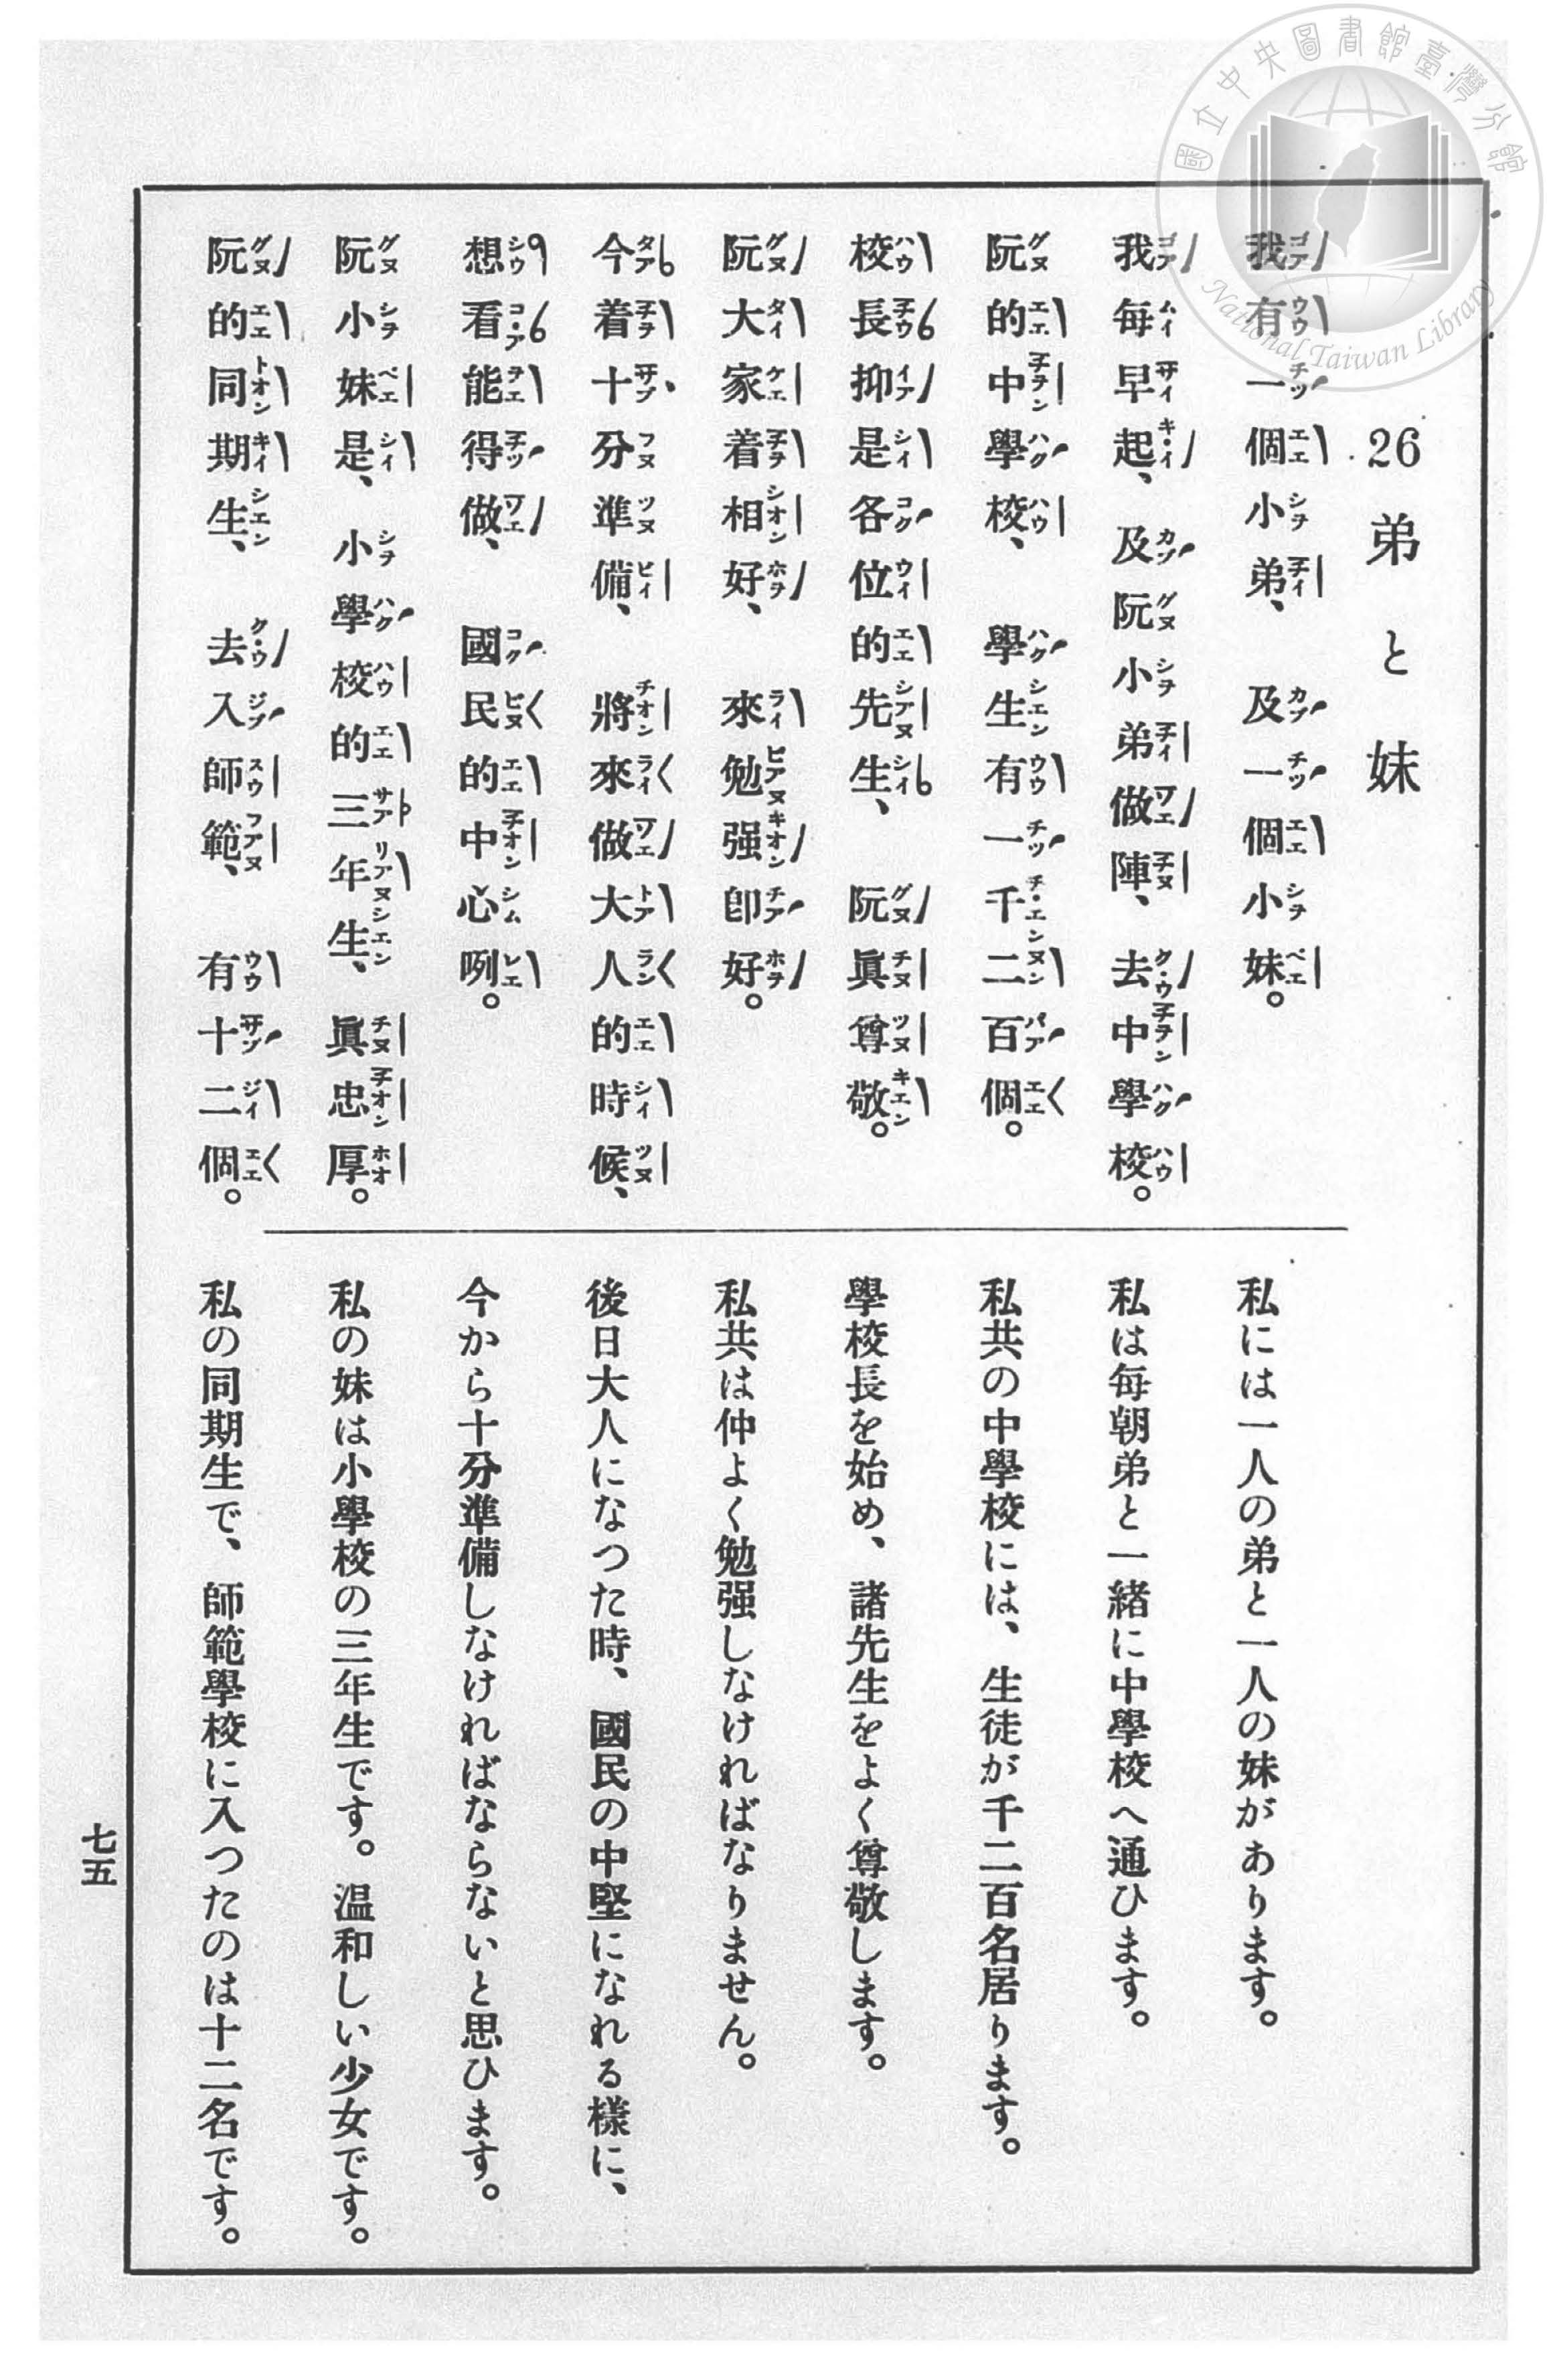 26 弟と妹
我有一個小弟、及一個小妹。
我每早起、及阮小弟做陣、去中學校。
阮的中學校、學生有一千二百個。
校長抑是各位的先生、阮眞尊敬。
阮大家着相好、來勉强卽好。
今着十分準備、將來做大人的時候、
想看能得做、國民的中心咧。
阮小妹是、小學校的三年生、眞忠厚。
阮的同期生、去入師範、有十二個。
私には一人の弟と一人の妹があります。
私は每朝弟と一緒に中學校へ通ひます。
私共の中學校には、生徒が千二百名居ります。
學校長を始め、諸先生をよく尊敬します。
私共は仲よく勉强しなければなりません。
後日大人になつた時、國民の中堅になれる樣に、
今から十分準備しなければならないと思ひます。
私の妹は小學校の三年生です。温和しい少女です。
私の同期生で、師範學校に入つたのは十二名です。
七五
國立中央圖書館臺灣分館
National Taiwan Library